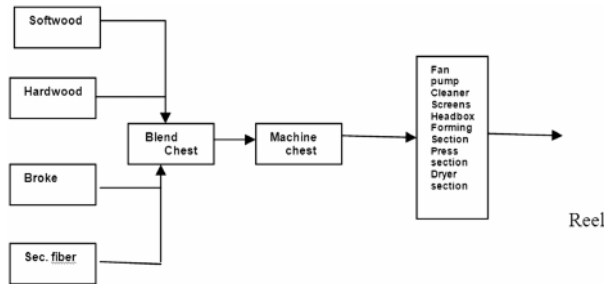 Softwood
Hardwood
Broke
Sec. fiber
Blend
Chest
Machine
chest
Fan
pump
Cleaner
Screens
Headbox
Forming
Section
Press
section
Dryer
section
Reel